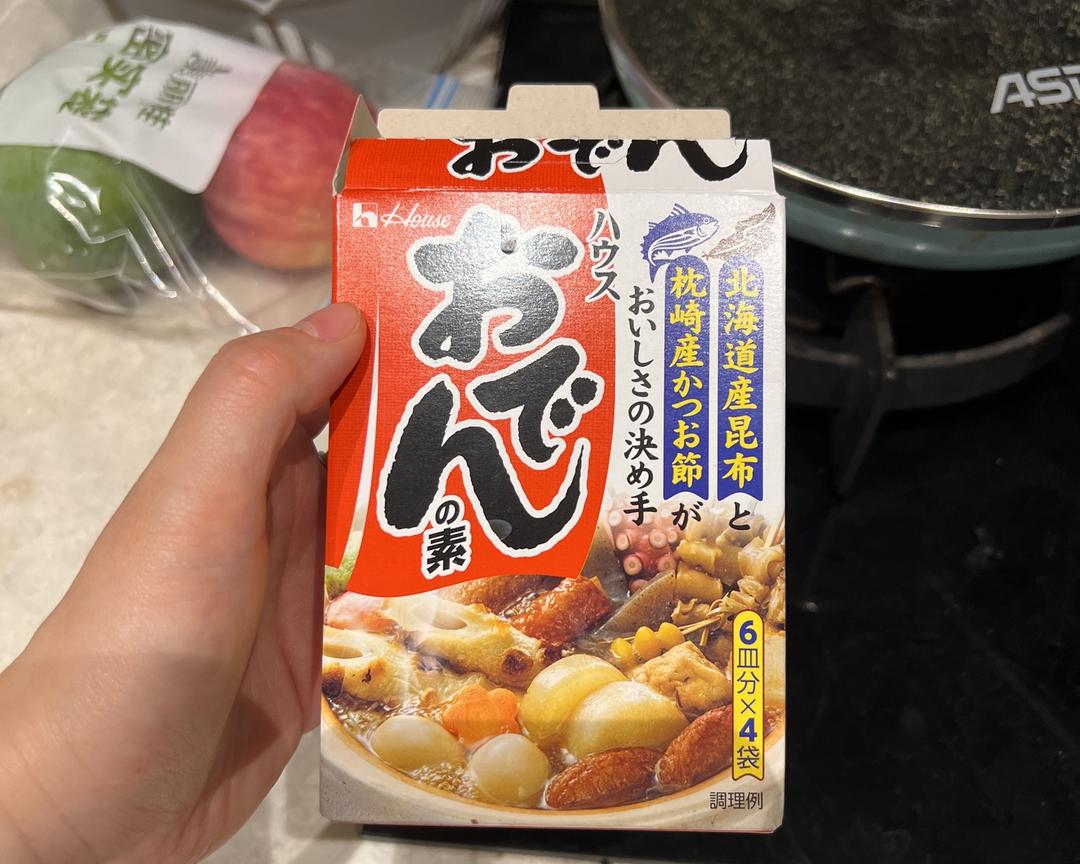 おでん
House
ハウス
おでん
の素
北海道産昆布と
枕崎産かつお節が
おいしさの決め手
6皿分×4袋
調理例